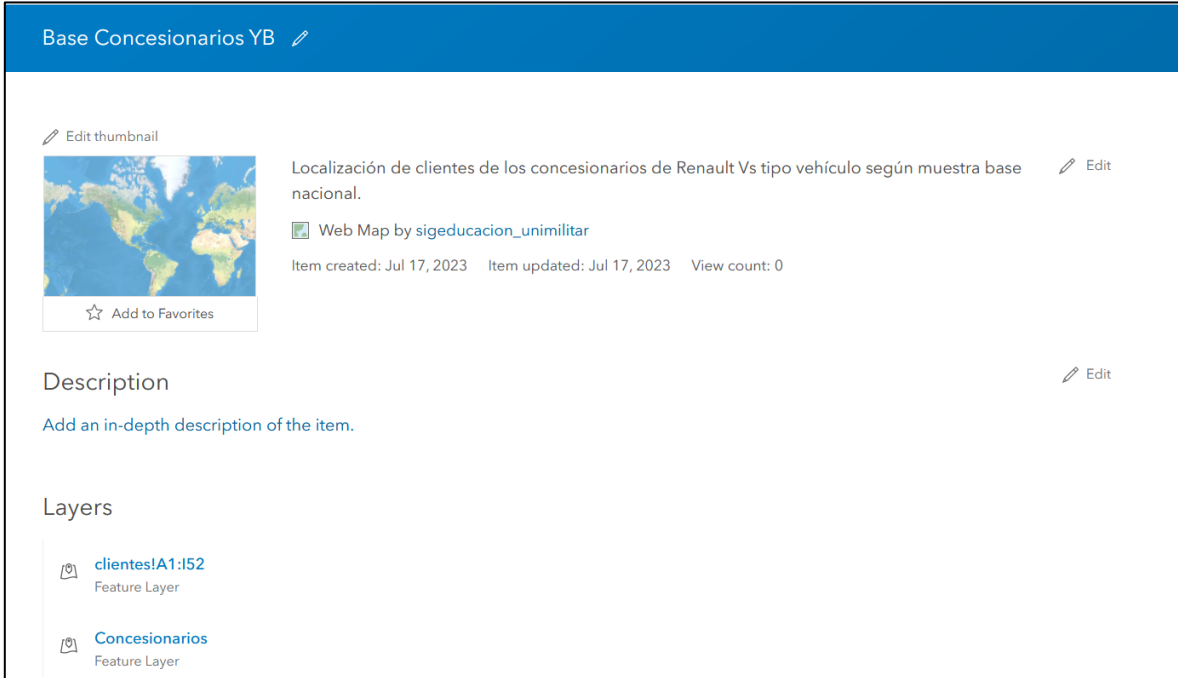 Base Concesionarios YB
Edit thumbnail
Localización de clientes de los concesionarios de Renault Vs tipo vehículo según muestra base
nacional.
Edit
Web Map by sigeducacion_unimilitar
Item created: Jul 17, 2023 Item updated: Jul 17, 2023 View count: 0
Add to Favorites
Description
Edit
Add an in-depth description of the item.
Layers
clientes!A1:I52
Feature Layer
Concesionarios
Feature Layer